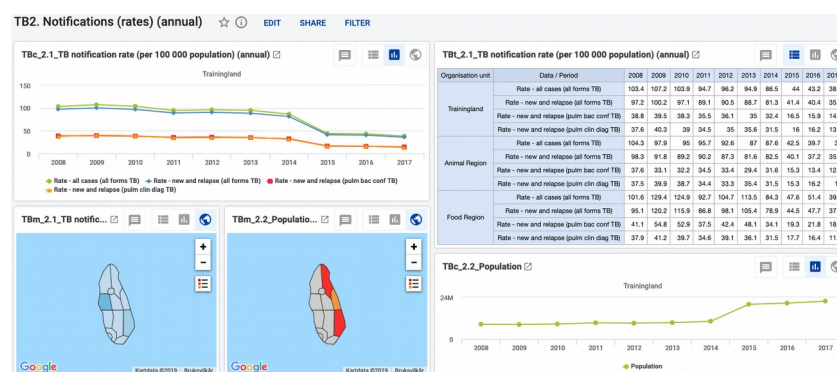 TB2. Notifications (rates) (annual) EDIT SHARE FILTER
TBc_2.1_TB notification rate (per 100 000 population) (annual)
Trainingland
150
100
50
0
2008 2009 2010 2011 2012 2013 2014 2015 2016 2017
Rate - all cases (all forms TB) Rate - new and relapse (all forms TB) Rate - new and relapse (pulm bac conf TB)
Rate - new and relapse (pulm clin diag TB)
TBt_2.1_TB notification rate (per 100 000 population) (annual)
Organisation unit Data / Period 2008 2009 2010 2011 2012 2013 2014 2015 2016 201
Trainingland
Rate - all cases (all forms TB) 103.4 107.2 103.9 94.7 96.2 94.9 86.5 44 43.2 38.
Rate - new and relapse (all forms TB) 97.2 100.2 97.1 89.1 90.5 88.7 81.3 41.4 40.4 35.
Rate - new and relapse (pulm bac conf TB) 38.8 39.5 38.3 35.5 36.1 35 32.4 16.5 15.9 14.
Rate - new and relapse (pulm clin diag TB) 37.6 40.3 39 34.5 35 35.6 31.5 16 16.2 13
Animal Region
Rate - all cases (all forms TB) 104.3 97.9 95 95.7 92.6 87 87.6 42.5 39.7 3
Rate - new and relapse (all forms TB) 98.3 91.8 89.2 90.2 87.3 81.6 82.5 40.1 37.2 35
Rate - new and relapse (pulm bac conf TB) 37.6 33.1 32.2 34.5 33.4 29.4 31.6 15.3 13.4 12.
Rate - new and relapse (pulm clin diag TB) 37.5 39.9 38.7 34.4 33.3 35.4 31.5 15.3 16.2 1
Food Region
Rate - all cases (all forms TB) 101.6 129.4 124.9 92.7 104.7 113.5 84.3 47.6 51.4 39.
Rate - new and relapse (all forms TB) 95.1 120.2 115.9 86.8 98.1 105.4 78.9 44.5 47.7 37.
Rate - new and relapse (pulm bac conf TB) 41.1 54.8 52.9 37.5 42.4 48.1 34.1 19.3 21.8 18.
Rate - new and relapse (pulm clin diag TB) 37.9 41.2 39.7 34.6 39.1 36.1 31.5 17.7 16.4 11.
TBm_2.1_TB notific...
+
-
Google Kartdata ©2019 Bruksvilkår
TBm_2.2_Populatio...
+
-
Google Kartdata ©2019 Bruksvilkår
TBc_2.2_Population
Trainingland
24M
0
2008 2009 2010 2011 2012 2013 2014 2015 2016 2017
Population